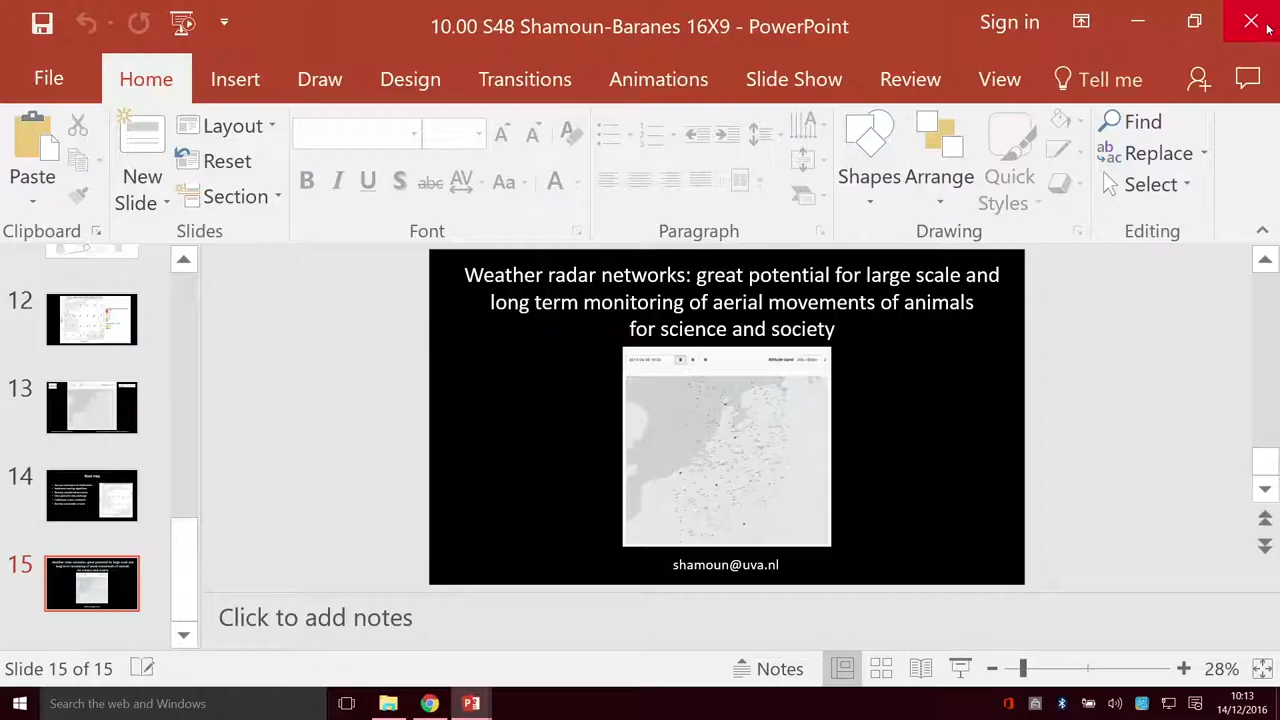 10.00 S48 Shamoun-Baranes 16X9 - PowerPoint
Sign in
File
Home
Insert
Draw
Design
Transitions
Animations
Slide Show
Review
View
Tell me
Paste
New
Slide
Layout
Reset
Section
B I U S abc AV Aa A
Shapes
Arrange
Quick
Styles
Find
Replace
Select
Clipboard
Slides
Font
Paragraph
Drawing
Editing
12
13
14
15
Weather radar networks: great potential for large scale and
long term monitoring of aerial movements of animals
for science and society
shamoun@uva.nl
Click to add notes
Slide 15 of 15
Notes
28%
Search the web and Windows
10:13
14/12/2016